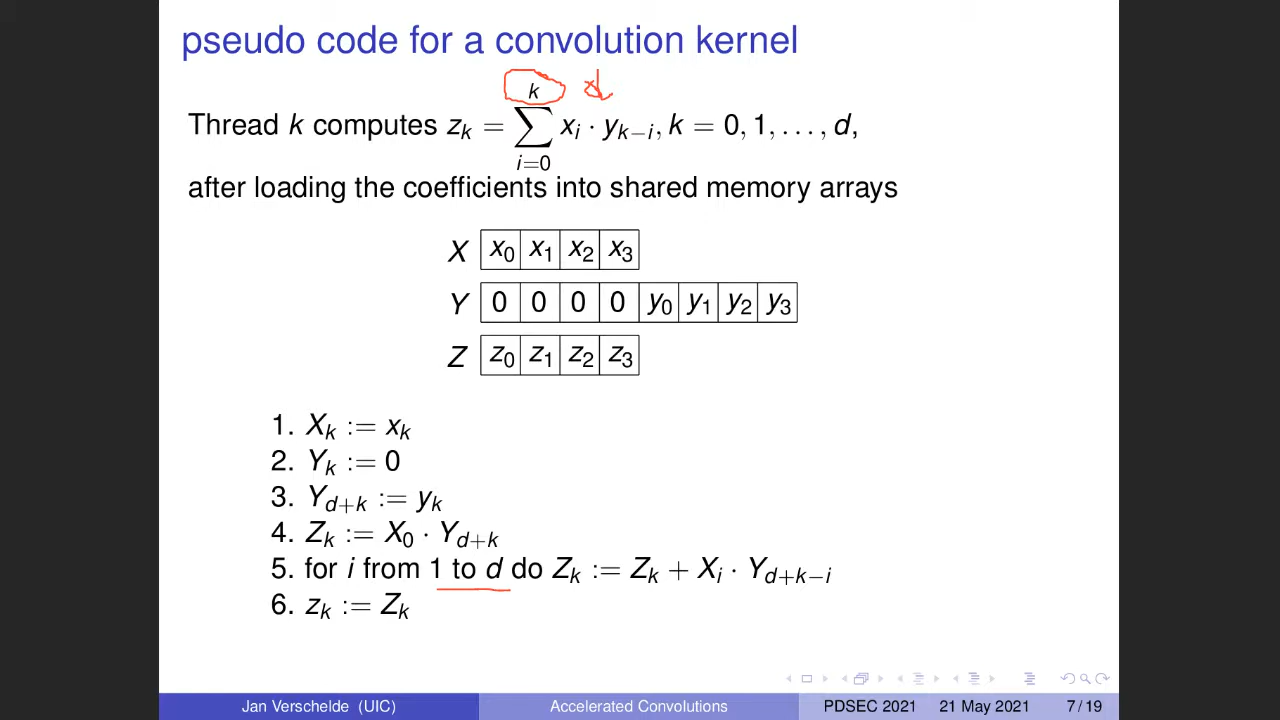 pseudo code for a convolution kernel
d
Thread k computes z_k = ∑_{i=0}^{k} x_i · y_{k−i}, k = 0, 1, . . . , d,
after loading the coefficients into shared memory arrays
X x_0 x_1 x_2 x_3
Y 0 0 0 0 y_0 y_1 y_2 y_3
Z z_0 z_1 z_2 z_3
1. X_k := x_k
2. Y_k := 0
3. Y_{d+k} := y_k
4. Z_k := X_0 · Y_{d+k}
5. for i from 1 to d do Z_k := Z_k + X_i · Y_{d+k−i}
6. z_k := Z_k
Jan Verschelde (UIC) Accelerated Convolutions PDSEC 2021 21 May 2021 7 / 19